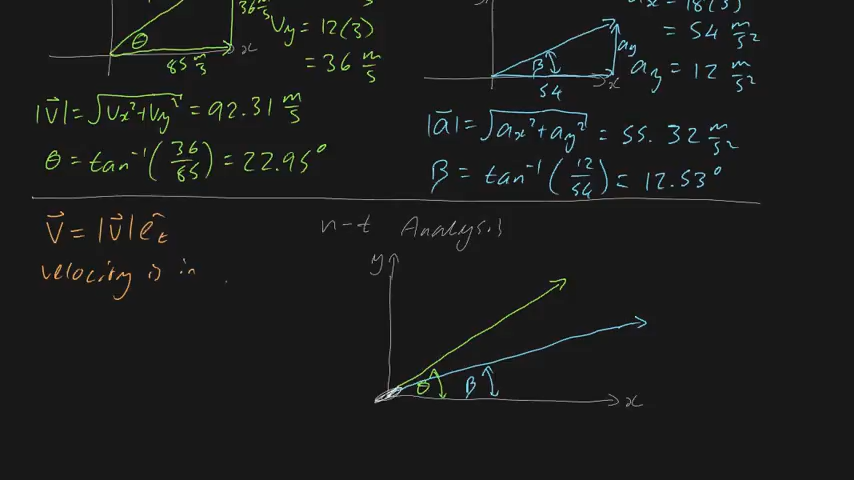 36 m/s
Vy = 12(3)
= 36 m/s
θ
x
85 m/s
|V⃗| = √(Vx² + Vy²) = 92.31 m/s
θ = tan⁻¹(36/85) = 22.95°
= 54 m/s²
ay = 12 m/s²
ay
β
x
54
|a⃗| = √(ax² + ay²) = 55.32 m/s²
β = tan⁻¹(12/54) = 12.53°
V⃗ = |V⃗| êt
n-t Analysis
velocity is in
y
θ
β
x